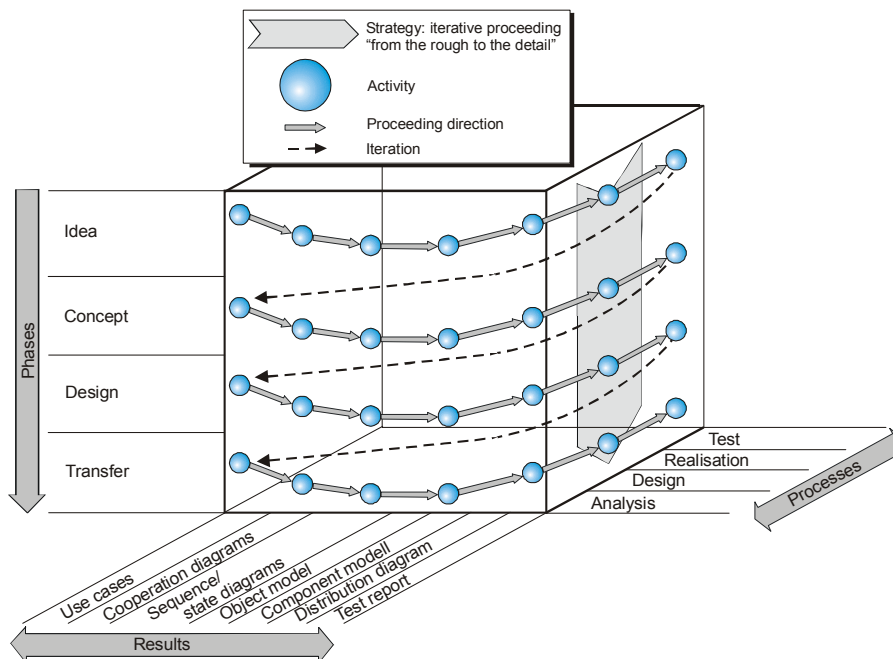 Strategy: iterative proceeding
“from the rough to the detail”
Activity
Proceeding direction
Iteration
Phases
Idea
Concept
Design
Transfer
Test
Realisation
Design
Analysis
Processes
Use cases
Cooperation diagrams
Sequence/
state diagrams
Object model
Component modell
Distribution diagram
Test report
Results